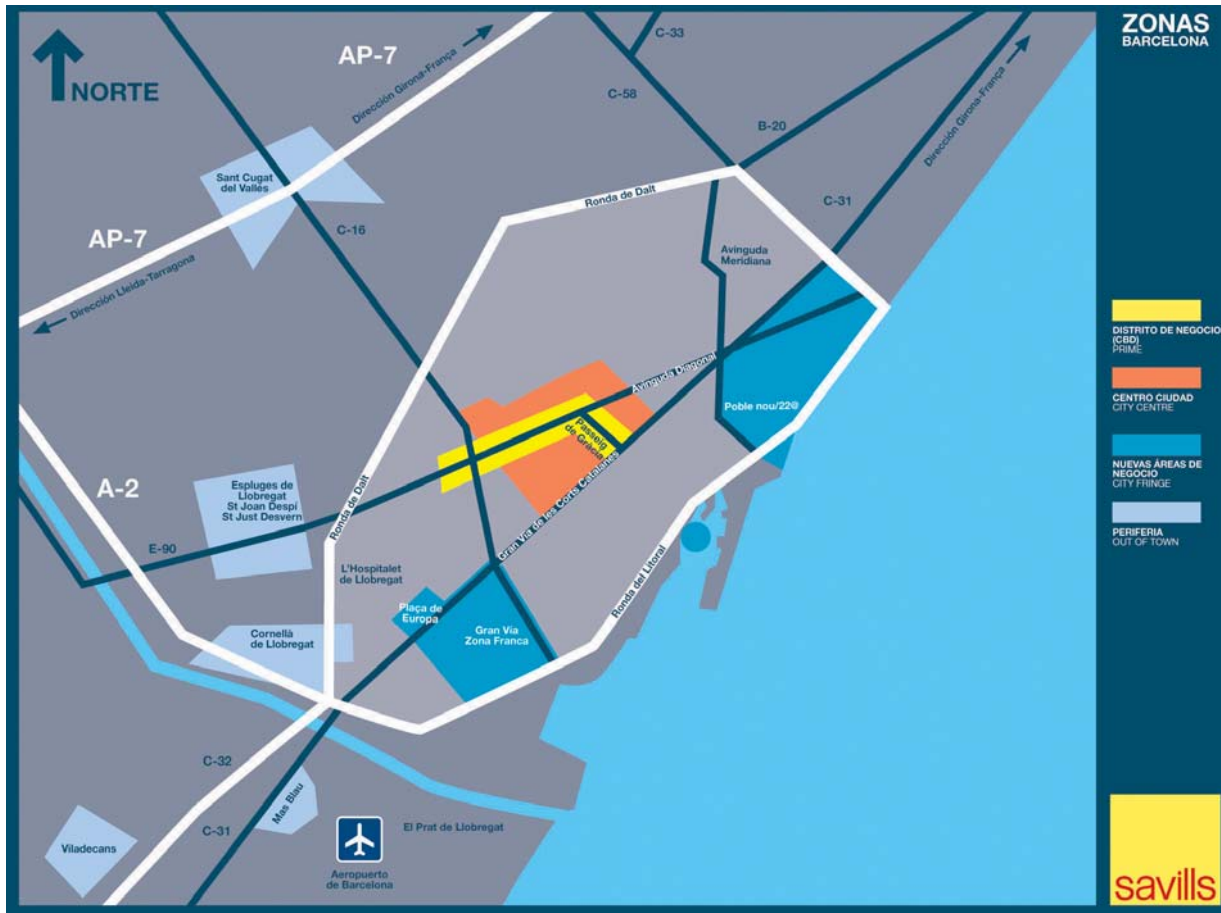 NORTE
AP-7
Dirección Girona-França
C-33
C-58
B-20
Dirección Girona-França
C-31
ZONAS
BARCELONA
Sant Cugat
del Vallés
AP-7
Dirección Lleida-Tarragona
C-16
Ronda de Dalt
Avinguda
Meridiana
DISTRITO DE NEGOCIO
(CBD)
PRIME
CENTRO CIUDAD
CITY CENTRE
NUEVAS ÁREAS DE
NEGOCIO
CITY FRINGE
PERIFERIA
OUT OF TOWN
Avinguda Diagonal
Poble nou/22@
Passeig
de Gràcia
Gran Vía de les Corts Catalanes
A-2
Espluges de
Llobregat
St Joan Despí
St Just Desvern
Ronda de Dalt
E-90
L'Hospitalet
de Llobregat
Plaça de
Europa
Gran Vía
Zona Franca
Ronda del Litoral
Cornellà
de Llobregat
C-32
C-31
Mas Blau
Viladecans
El Prat de Llobregat
Aeropuerto
de Barcelona
savills